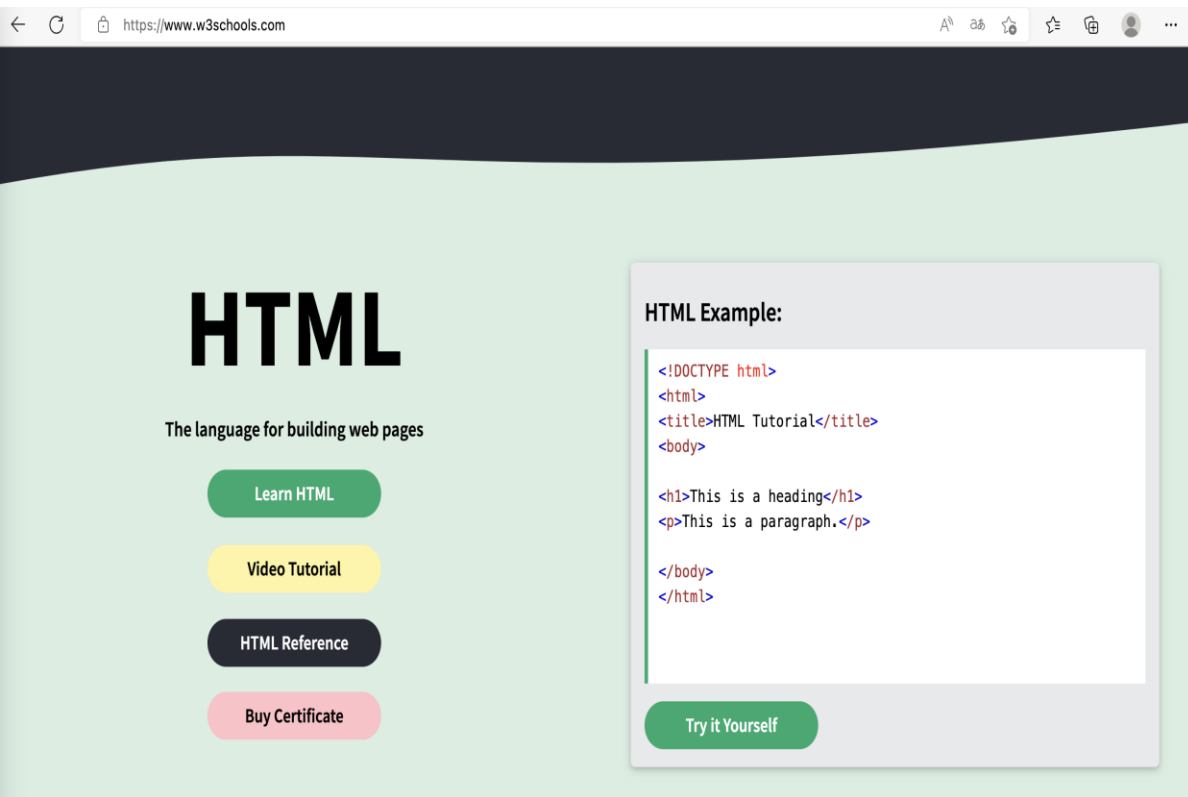 https://www.w3schools.com
HTML
The language for building web pages
Learn HTML
Video Tutorial
HTML Reference
Buy Certificate
HTML Example:
<!DOCTYPE html>
<html>
<title>HTML Tutorial</title>
<body>
<h1>This is a heading</h1>
<p>This is a paragraph.</p>
</body>
</html>
Try it Yourself